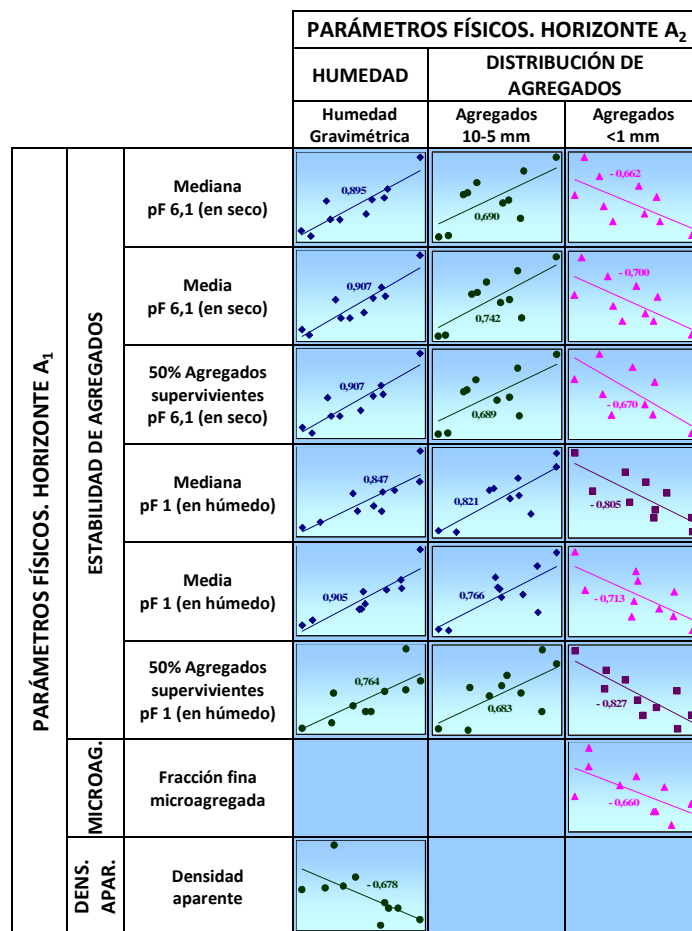 PARÁMETROS FÍSICOS. HORIZONTE A2
HUMEDAD
DISTRIBUCIÓN DE
AGREGADOS
Humedad
Gravimétrica
Agregados
10-5 mm
Agregados
<1 mm
PARÁMETROS FÍSICOS. HORIZONTE A1
ESTABILIDAD DE AGREGADOS
Mediana
pF 6,1 (en seco)
0,895
0,690
- 0,662
Media
pF 6,1 (en seco)
0,907
0,742
- 0,700
50% Agregados
supervivientes
pF 6,1 (en seco)
0,907
0,689
- 0,670
Mediana
pF 1 (en húmedo)
0,847
0,821
- 0,805
Media
pF 1 (en húmedo)
0,905
0,766
- 0,713
50% Agregados
supervivientes
pF 1 (en húmedo)
0,764
0,683
- 0,827
MICROAG.
Fracción fina
microagregada
- 0,660
DENS.
APAR.
Densidad
aparente
- 0,678